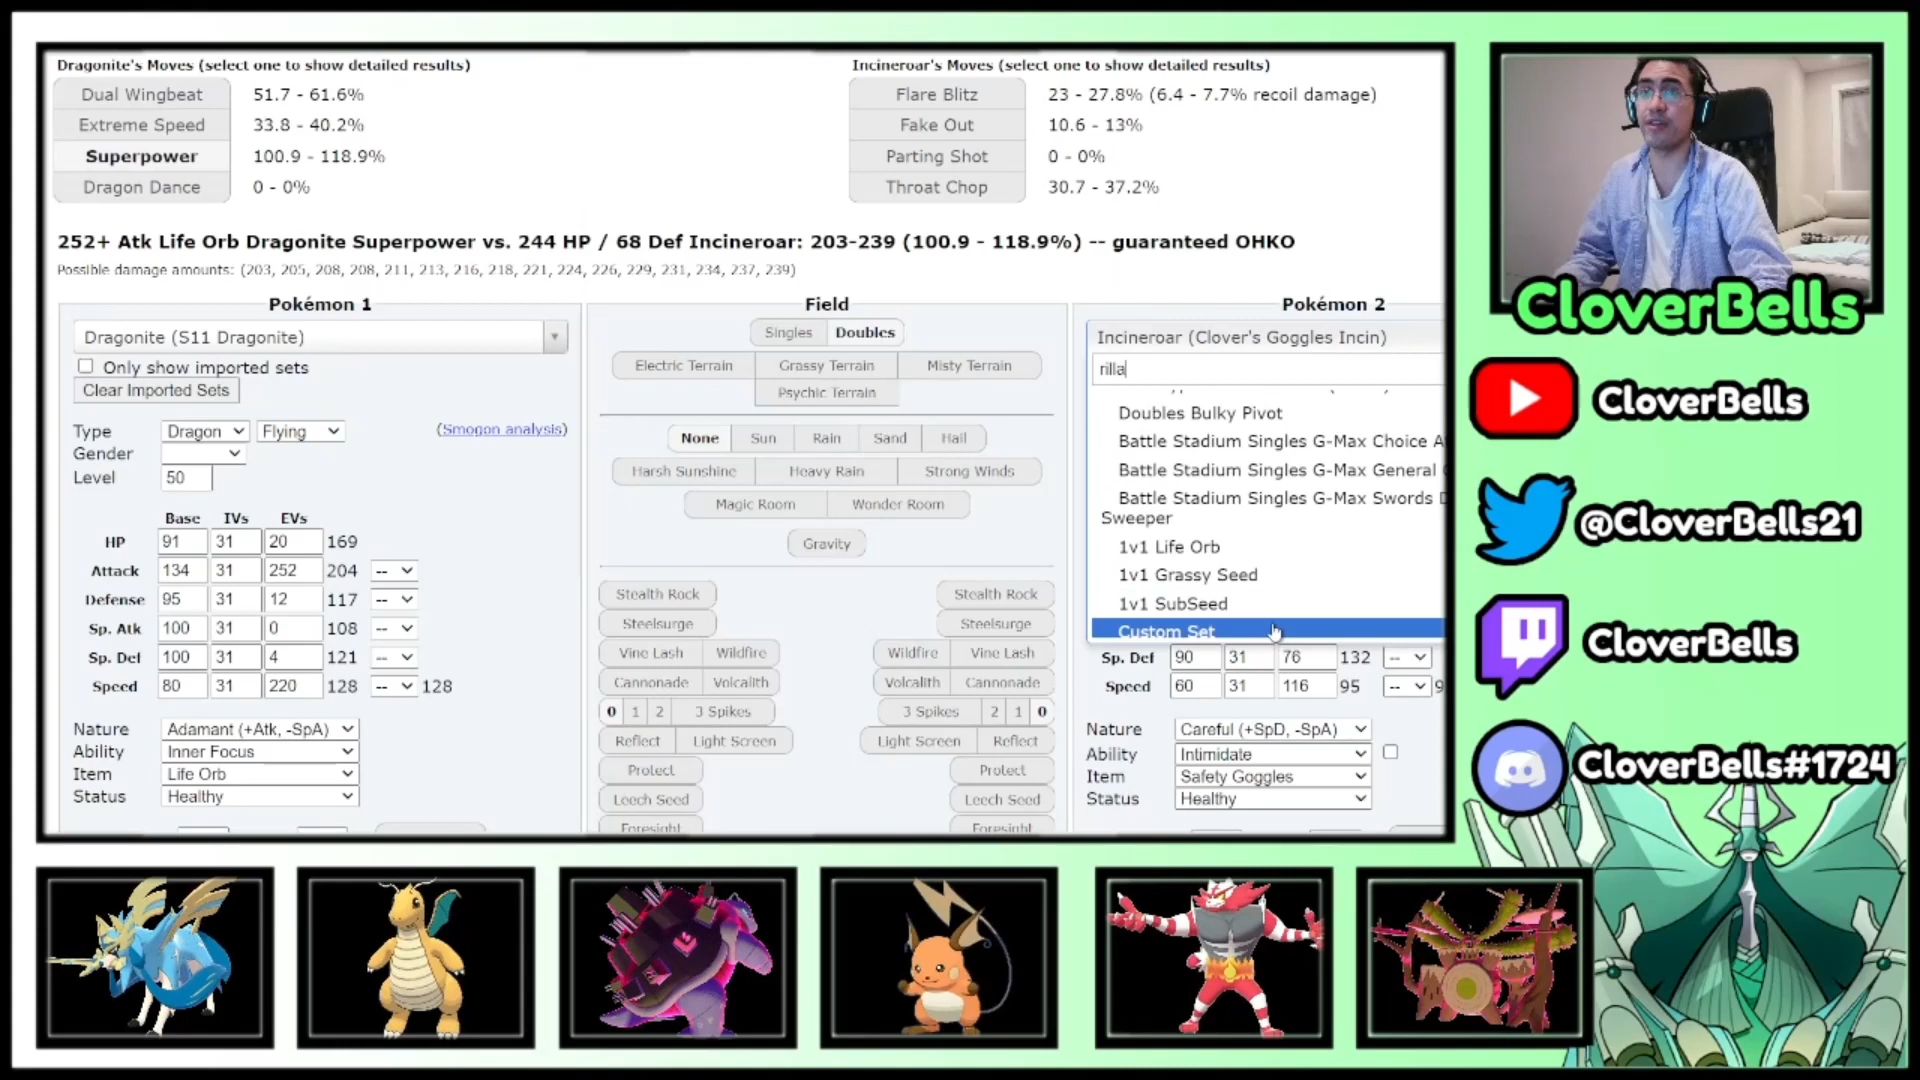 Dragonite's Moves (select one to show detailed results)
Dual Wingbeat 51.7 - 61.6%
Extreme Speed 33.8 - 40.2%
Superpower 100.9 - 118.9%
Dragon Dance 0 - 0%
Incineroar's Moves (select one to show detailed results)
Flare Blitz 23 - 27.8% (6.4 - 7.7% recoil damage)
Fake Out 10.6 - 13%
Parting Shot 0 - 0%
Throat Chop 30.7 - 37.2%
252+ Atk Life Orb Dragonite Superpower vs. 244 HP / 68 Def Incineroar: 203-239 (100.9 - 118.9%) -- guaranteed OHKO
Possible damage amounts: (203, 205, 208, 208, 211, 213, 216, 218, 221, 224, 226, 229, 231, 234, 237, 239)
Pokémon 1
Dragonite (S11 Dragonite)
Only show imported sets
Clear Imported Sets
Type Dragon Flying (Smogon analysis)
Gender
Level 50
Base IVs EVs
HP 91 31 20 169
Attack 134 31 252 204 --
Defense 95 31 12 117 --
Sp. Atk 100 31 0 108 --
Sp. Def 100 31 4 121 --
Speed 80 31 220 128 -- 128
Nature Adamant (+Atk, -SpA)
Ability Inner Focus
Item Life Orb
Status Healthy
Field
Singles Doubles
Electric Terrain Grassy Terrain Misty Terrain
Psychic Terrain
None Sun Rain Sand Hail
Harsh Sunshine Heavy Rain Strong Winds
Magic Room Wonder Room
Gravity
Stealth Rock Stealth Rock
Steelsurge Steelsurge
Vine Lash Wildfire Wildfire Vine Lash
Cannonade Volcalith Volcalith Cannonade
0 1 2 3 Spikes 3 Spikes 2 1 0
Reflect Light Screen Light Screen Reflect
Protect Protect
Leech Seed Leech Seed
Foresight Foresight
Pokémon 2
Incineroar (Clover's Goggles Incin)
rilla
Doubles Bulky Pivot
Battle Stadium Singles G-Max Choice A
Battle Stadium Singles G-Max General
Battle Stadium Singles G-Max Swords D
Sweeper
1v1 Life Orb
1v1 Grassy Seed
1v1 SubSeed
Custom Set
Sp. Def 90 31 76 132 --
Speed 60 31 116 95 -- 9
Nature Careful (+SpD, -SpA)
Ability Intimidate
Item Safety Goggles
Status Healthy
CloverBells
CloverBells
@CloverBells21
CloverBells
CloverBells#1724